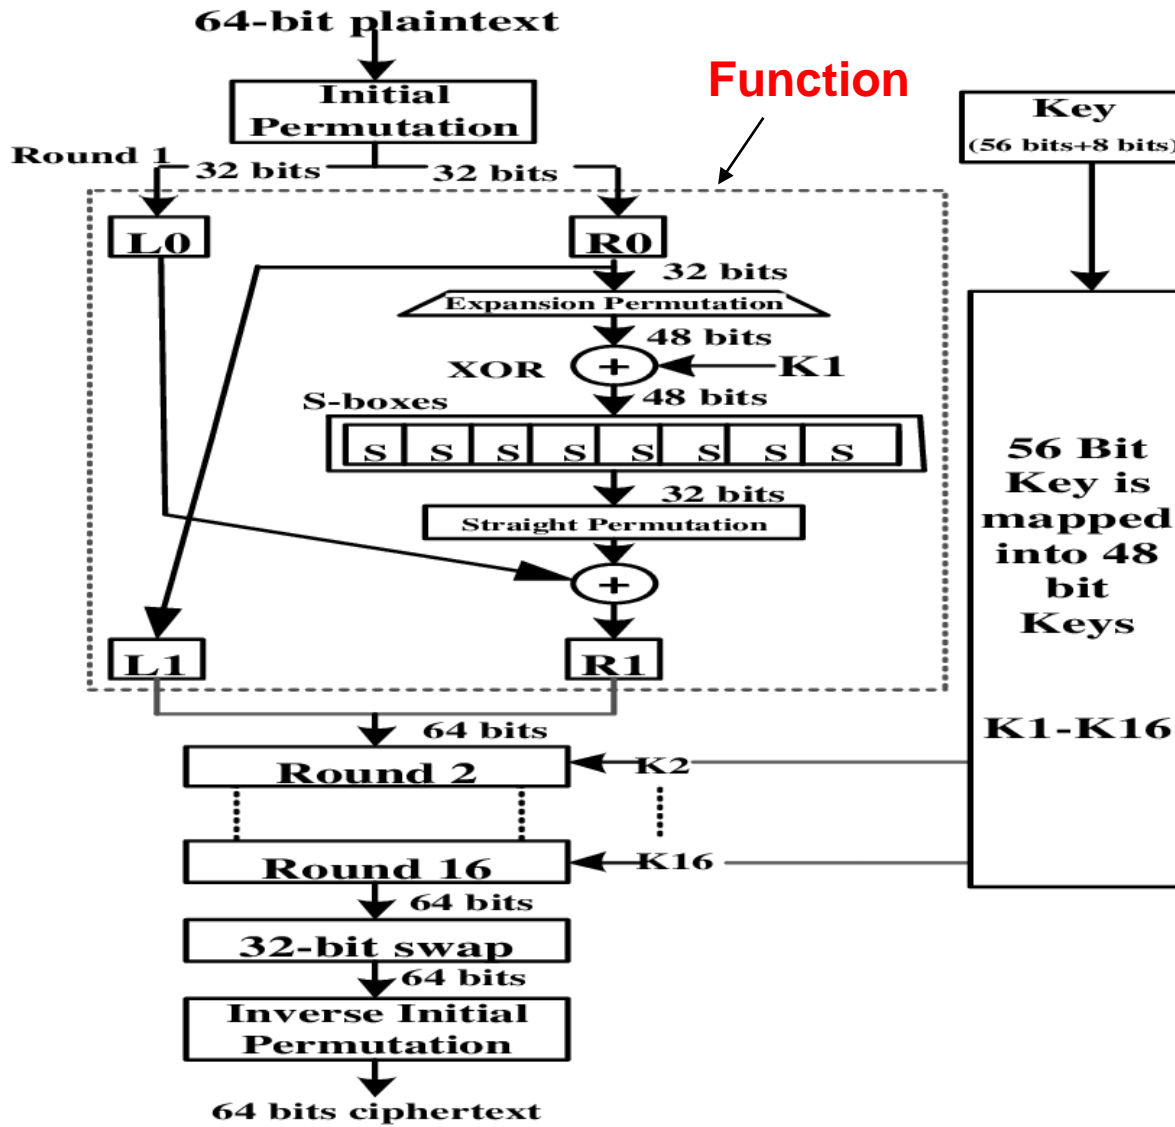 64-bit plaintext
Initial
Permutation
Function
Key
(56 bits+8 bits)
Round 1
32 bits
32 bits
L0
R0
32 bits
Expansion Permutation
48 bits
XOR
+
K1
S-boxes
48 bits
S S S S S S S S
32 bits
Straight Permutation
+
L1
R1
56 Bit
Key is
mapped
into 48
bit
Keys
K1-K16
64 bits
Round 2
K2
Round 16
K16
64 bits
32-bit swap
64 bits
Inverse Initial
Permutation
64 bits ciphertext